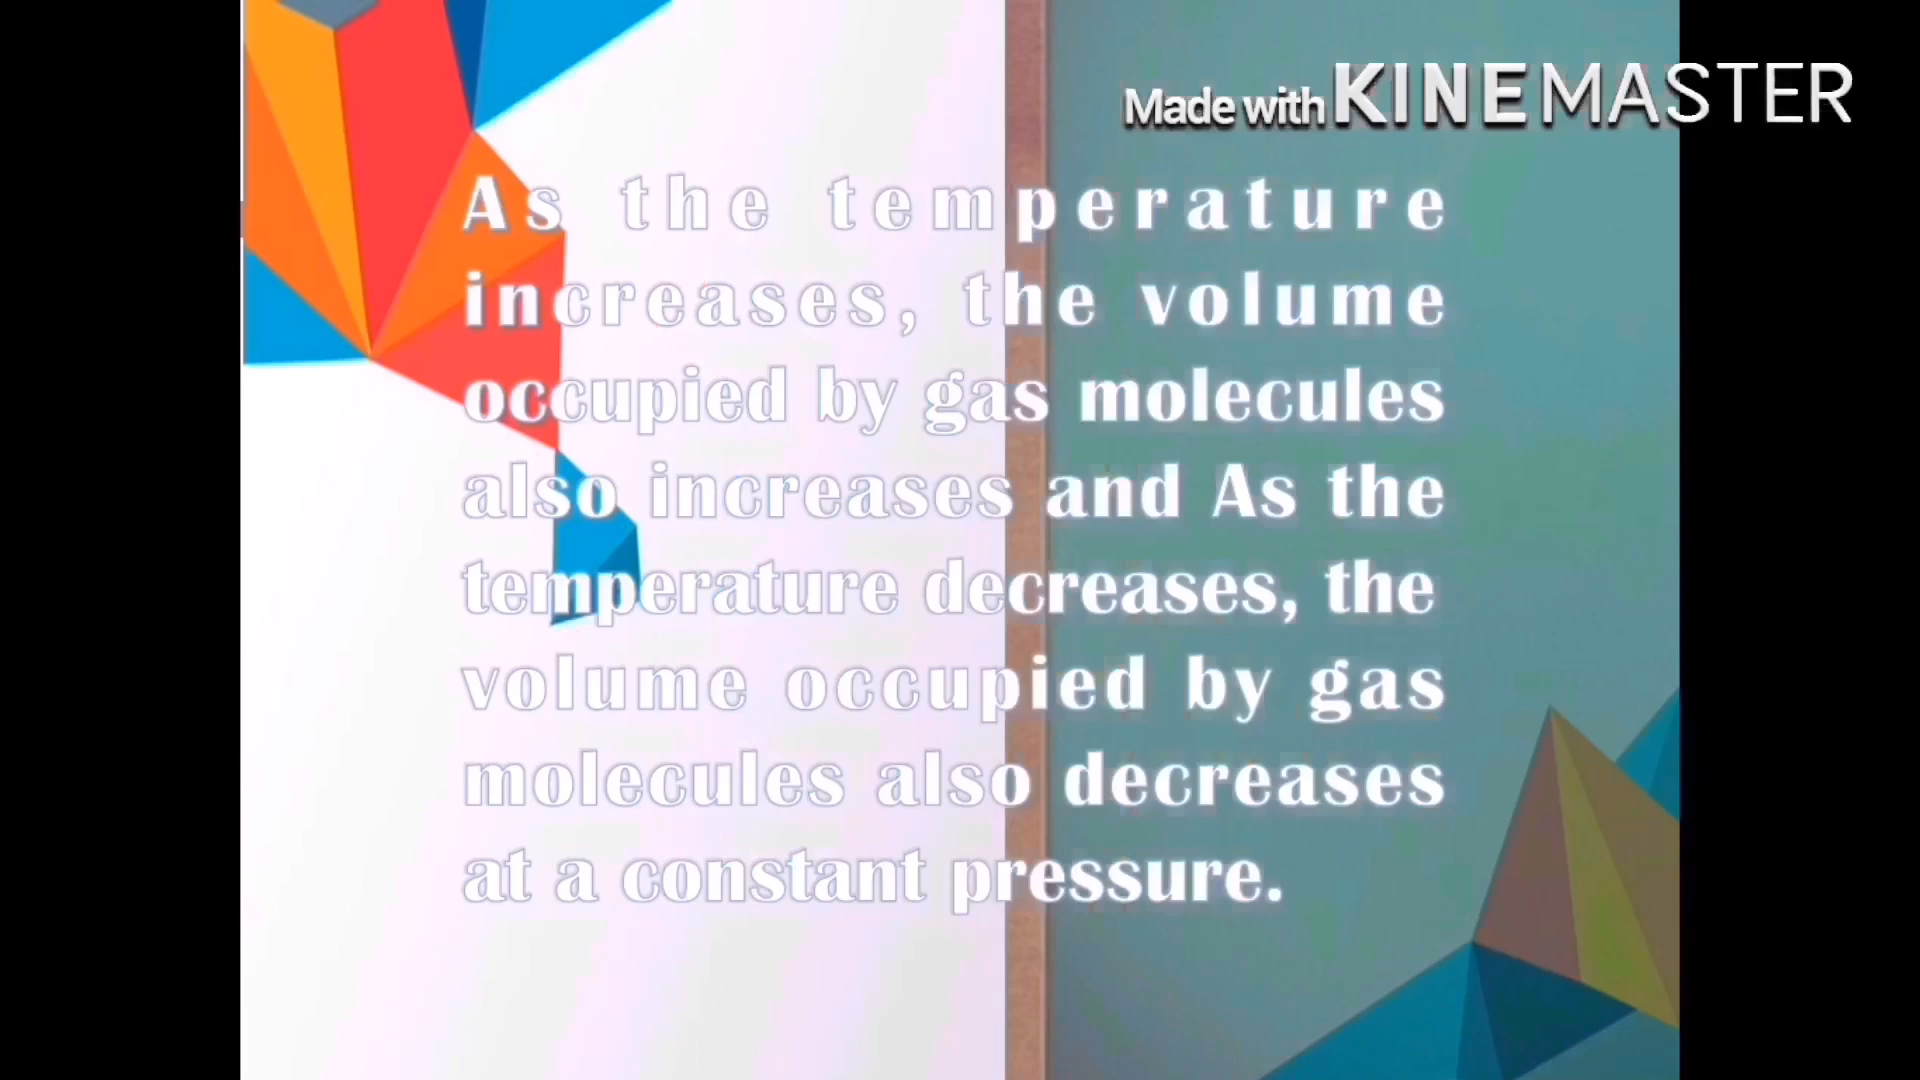 Made with KINEMASTER
As the temperature
increases, the volume
occupied by gas molecules
also increases and As the
temperature decreases, the
volume occupied by gas
molecules also decreases
at a constant pressure.